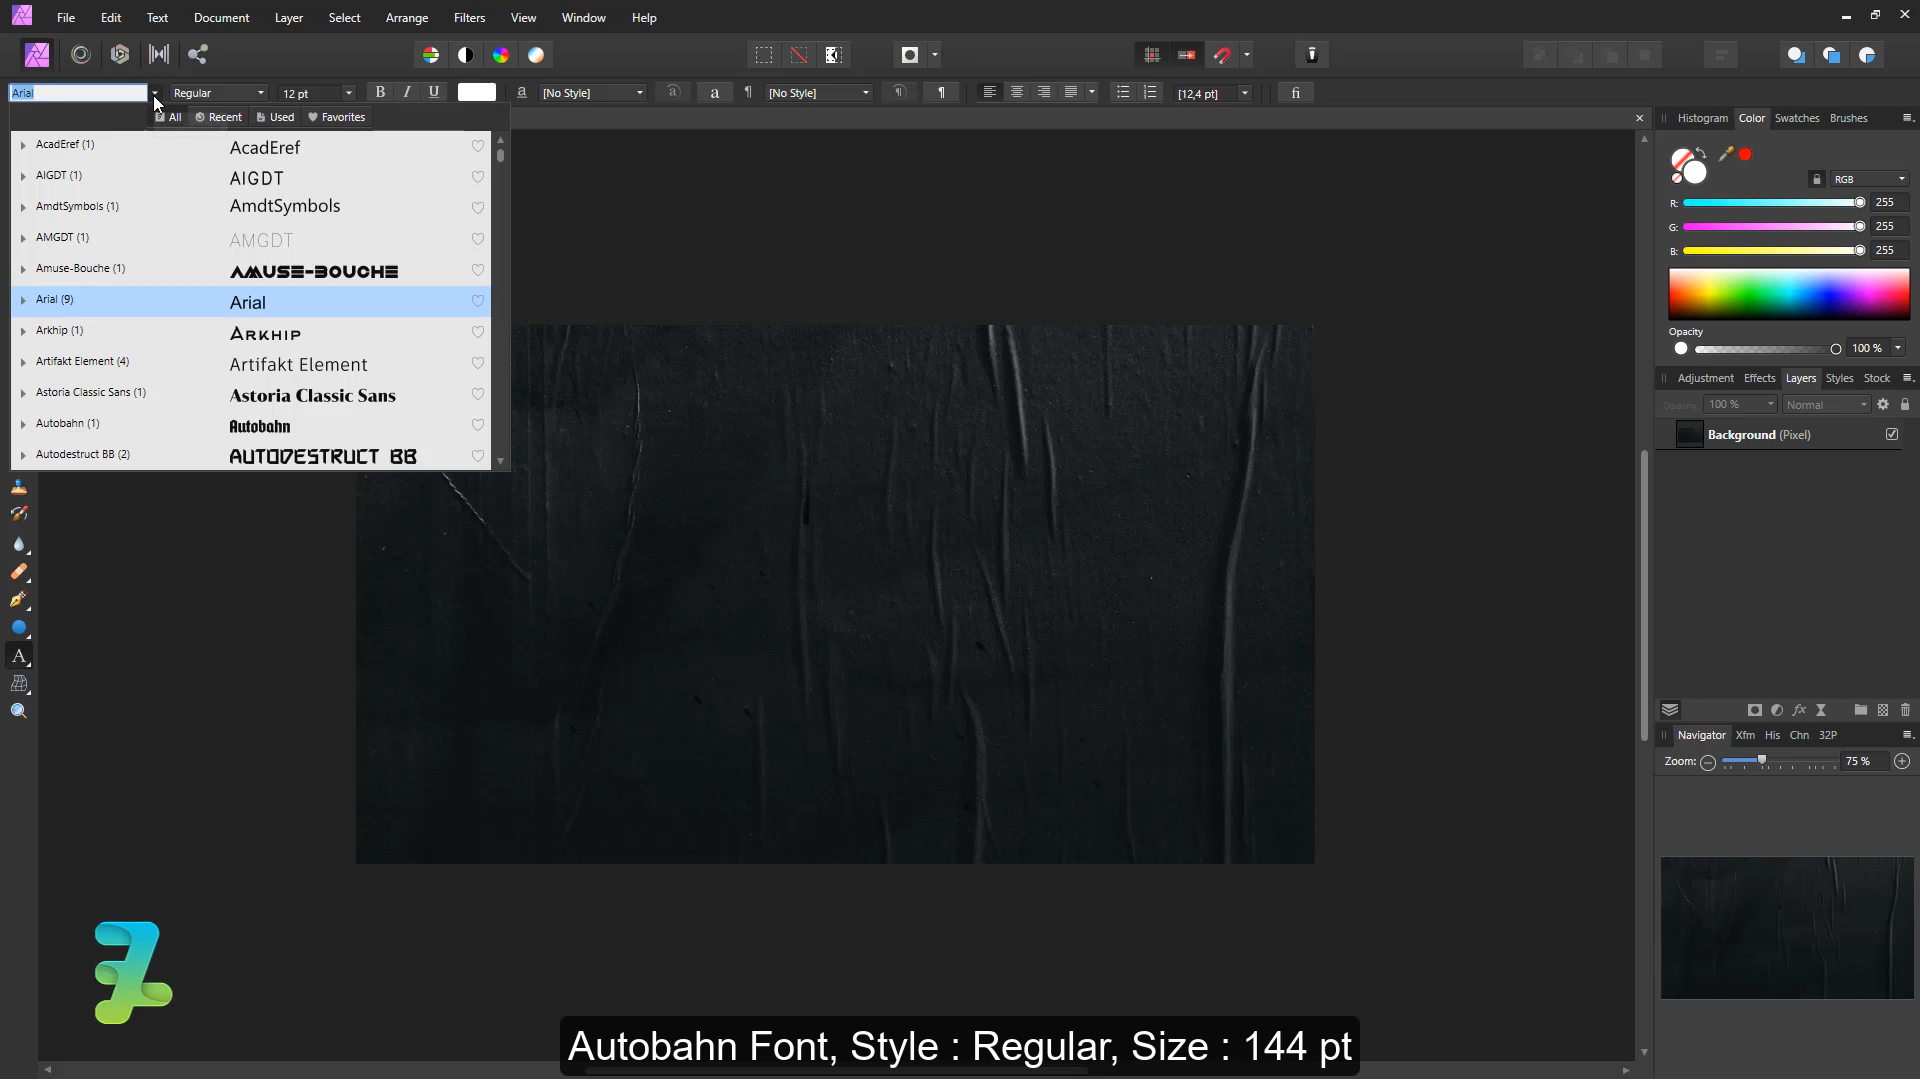 File Edit Text Document Layer Select Arrange Filters View Window Help
Arial Regular 12 pt B I U a [No Style] a a ¶ [No Style] ¶ [12,4 pt] fi
All Recent Used Favorites
AcadEref (1) AcadEref
AIGDT (1) AIGDT
AmdtSymbols (1) AmdtSymbols
AMGDT (1) AMGDT
Amuse-Bouche (1) AMUSE-BOUCHE
Arial (9) Arial
Arkhip (1) Arkhip
Artifakt Element (4) Artifakt Element
Astoria Classic Sans (1) Astoria Classic Sans
Autobahn (1) Autobahn
Autodestruct BB (2) AUTODESTRUCT BB
Histogram Color Swatches Brushes
RGB
R: 255
G: 255
B: 255
Opacity
100 %
Adjustment Effects Layers Styles Stock
Opacity: 100 % Normal
Background (Pixel)
Navigator Xfm His Chn 32P
Zoom: 75 %
Autobahn Font, Style : Regular, Size : 144 pt